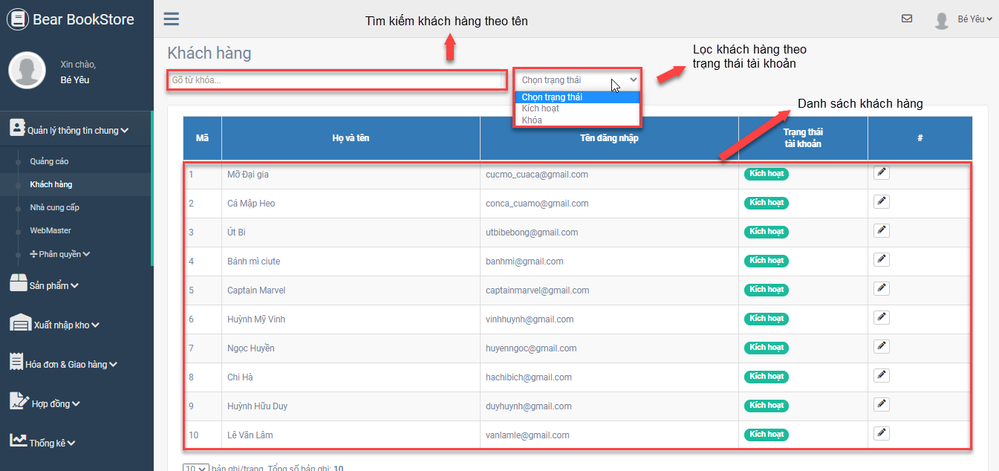 Bear BookStore
Tìm kiếm khách hàng theo tên
Bé Yêu
Xin chào,
Bé Yêu
Khách hàng
Lọc khách hàng theo
trạng thái tài khoản
Gõ từ khóa...
Chọn trạng thái
Chọn trạng thái
Kích hoạt
Khóa
Danh sách khách hàng
Quản lý thông tin chung
Quảng cáo
Khách hàng
Nhà cung cấp
WebMaster
Phân quyền
Sản phẩm
Xuất nhập kho
Hóa đơn & Giao hàng
Hợp đồng
Thống kê
Mã Họ và tên Tên đăng nhập Trạng thái tài khoản #
1 Mỡ Đại gia cucmo_cuaca@gmail.com Kích hoạt
2 Cá Mập Heo conca_cuamo@gmail.com Kích hoạt
3 Út Bi utbibebong@gmail.com Kích hoạt
4 Bánh mì ciute banhmi@gmail.com Kích hoạt
5 Captain Marvel captainmarvel@gmail.com Kích hoạt
6 Huỳnh Mỹ Vinh vinhhuynh@gmail.com Kích hoạt
7 Ngọc Huyền huyenngoc@gmail.com Kích hoạt
8 Chi Hà hachibich@gmail.com Kích hoạt
9 Huỳnh Hữu Duy duyhuynh@gmail.com Kích hoạt
10 Lê Văn Lâm vanlamle@gmail.com Kích hoạt
10 bản ghi/trang. Tổng số bản ghi: 10